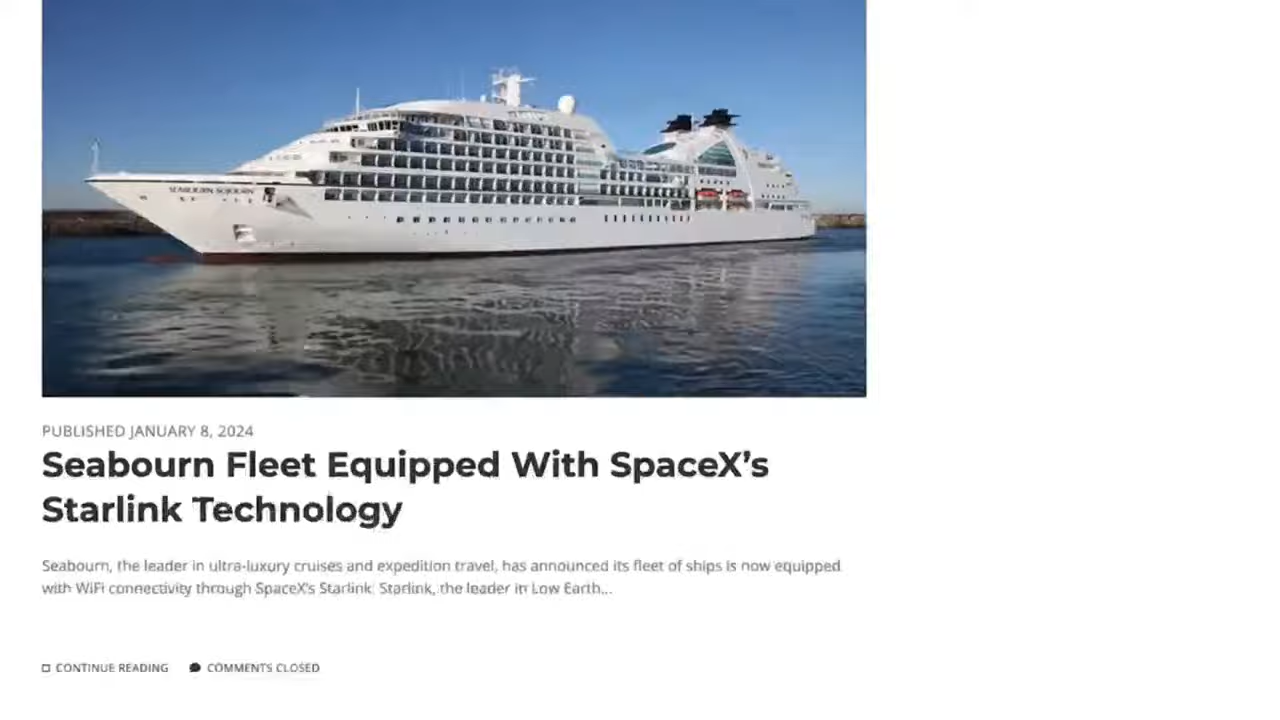 SEABOURN SOJOURN
PUBLISHED JANUARY 8, 2024
Seabourn Fleet Equipped With SpaceX’s
Starlink Technology
Seabourn, the leader in ultra-luxury cruises and expedition travel, has announced its fleet of ships is now equipped
with WiFi connectivity through SpaceX’s Starlink. Starlink, the leader in Low Earth...
CONTINUE READING COMMENTS CLOSED